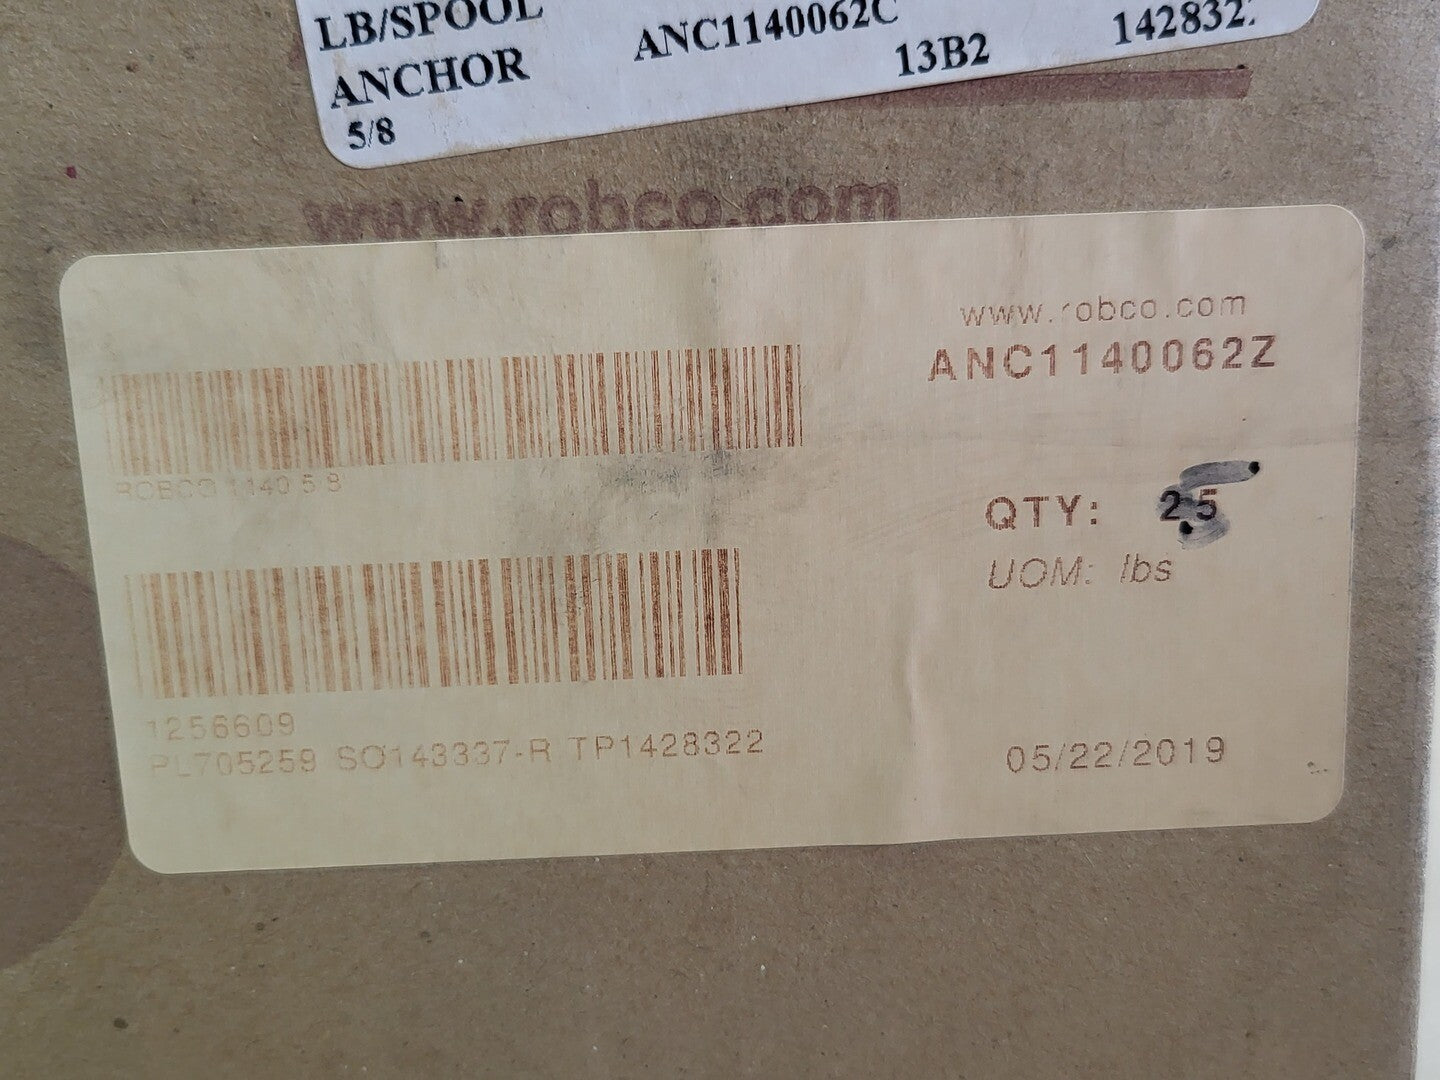 LB/SPOOL
ANCHOR ANC1140062C 142832
5/8 13B2
www.robco.com
www.robco.com
ANC1140062Z
ROBCO 1140 5 8
QTY: 25
UOM: lbs
1256609
PL705259 SO143337-R TP1428322
05/22/2019